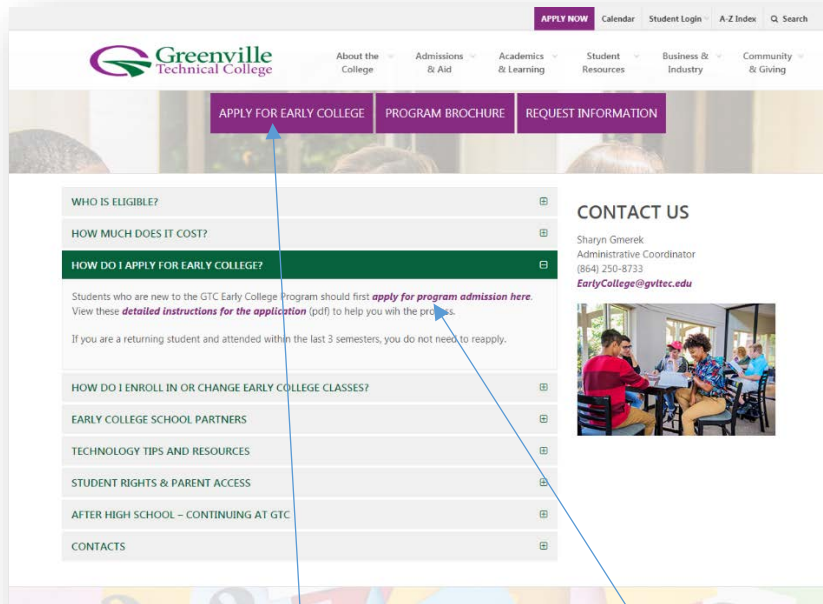 APPLY NOW Calendar Student Login A-Z Index Search
Greenville
Technical College
About the
College
Admissions
& Aid
Academics
& Learning
Student
Resources
Business &
Industry
Community
& Giving
APPLY FOR EARLY COLLEGE PROGRAM BROCHURE REQUEST INFORMATION
WHO IS ELIGIBLE?
HOW MUCH DOES IT COST?
HOW DO I APPLY FOR EARLY COLLEGE?
Students who are new to the GTC Early College Program should first apply for program admission here.
View these detailed instructions for the application (pdf) to help you wih the process.
If you are a returning student and attended within the last 3 semesters, you do not need to reapply.
HOW DO I ENROLL IN OR CHANGE EARLY COLLEGE CLASSES?
EARLY COLLEGE SCHOOL PARTNERS
TECHNOLOGY TIPS AND RESOURCES
STUDENT RIGHTS & PARENT ACCESS
AFTER HIGH SCHOOL – CONTINUING AT GTC
CONTACTS
CONTACT US
Sharyn Gmerek
Administrative Coordinator
(864) 250-8733
EarlyCollege@gvltec.edu